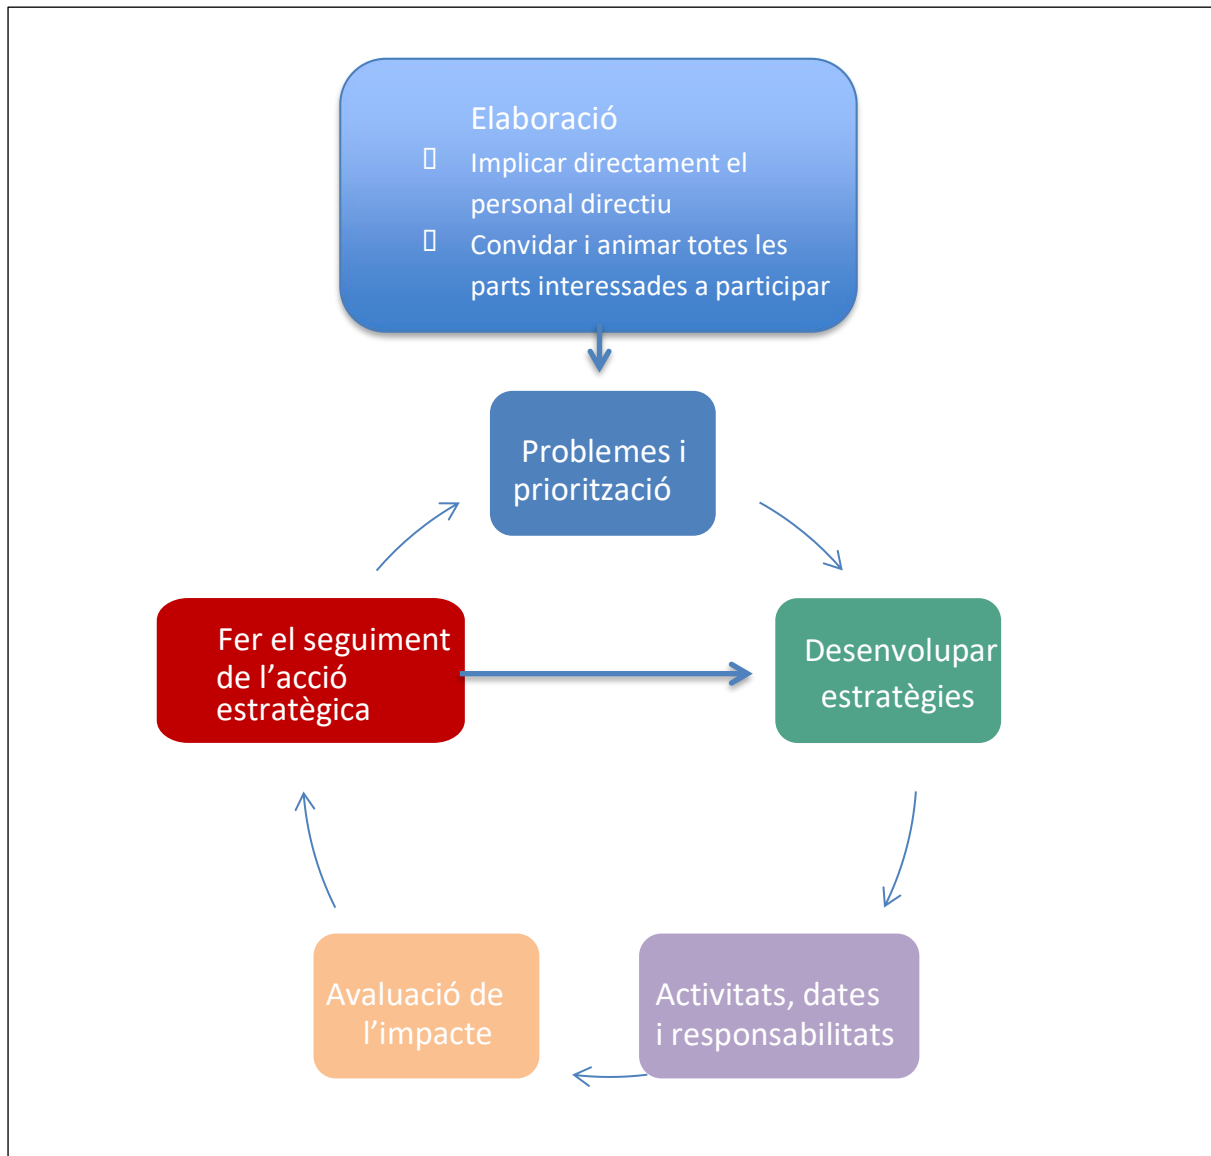 Elaboració
Implicar directament el
personal directiu
Convidar i animar totes les
parts interessades a participar
Problemes i
priorització
Fer el seguiment
de l’acció
estratègica
Desenvolupar
estratègies
Avaluació de
l’impacte
Activitats, dates
i responsabilitats